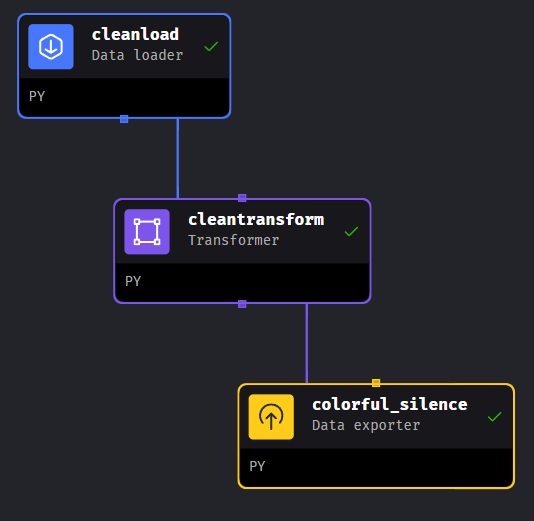 cleanload
Data loader
PY
cleantransform
Transformer
PY
colorful_silence
Data exporter
PY